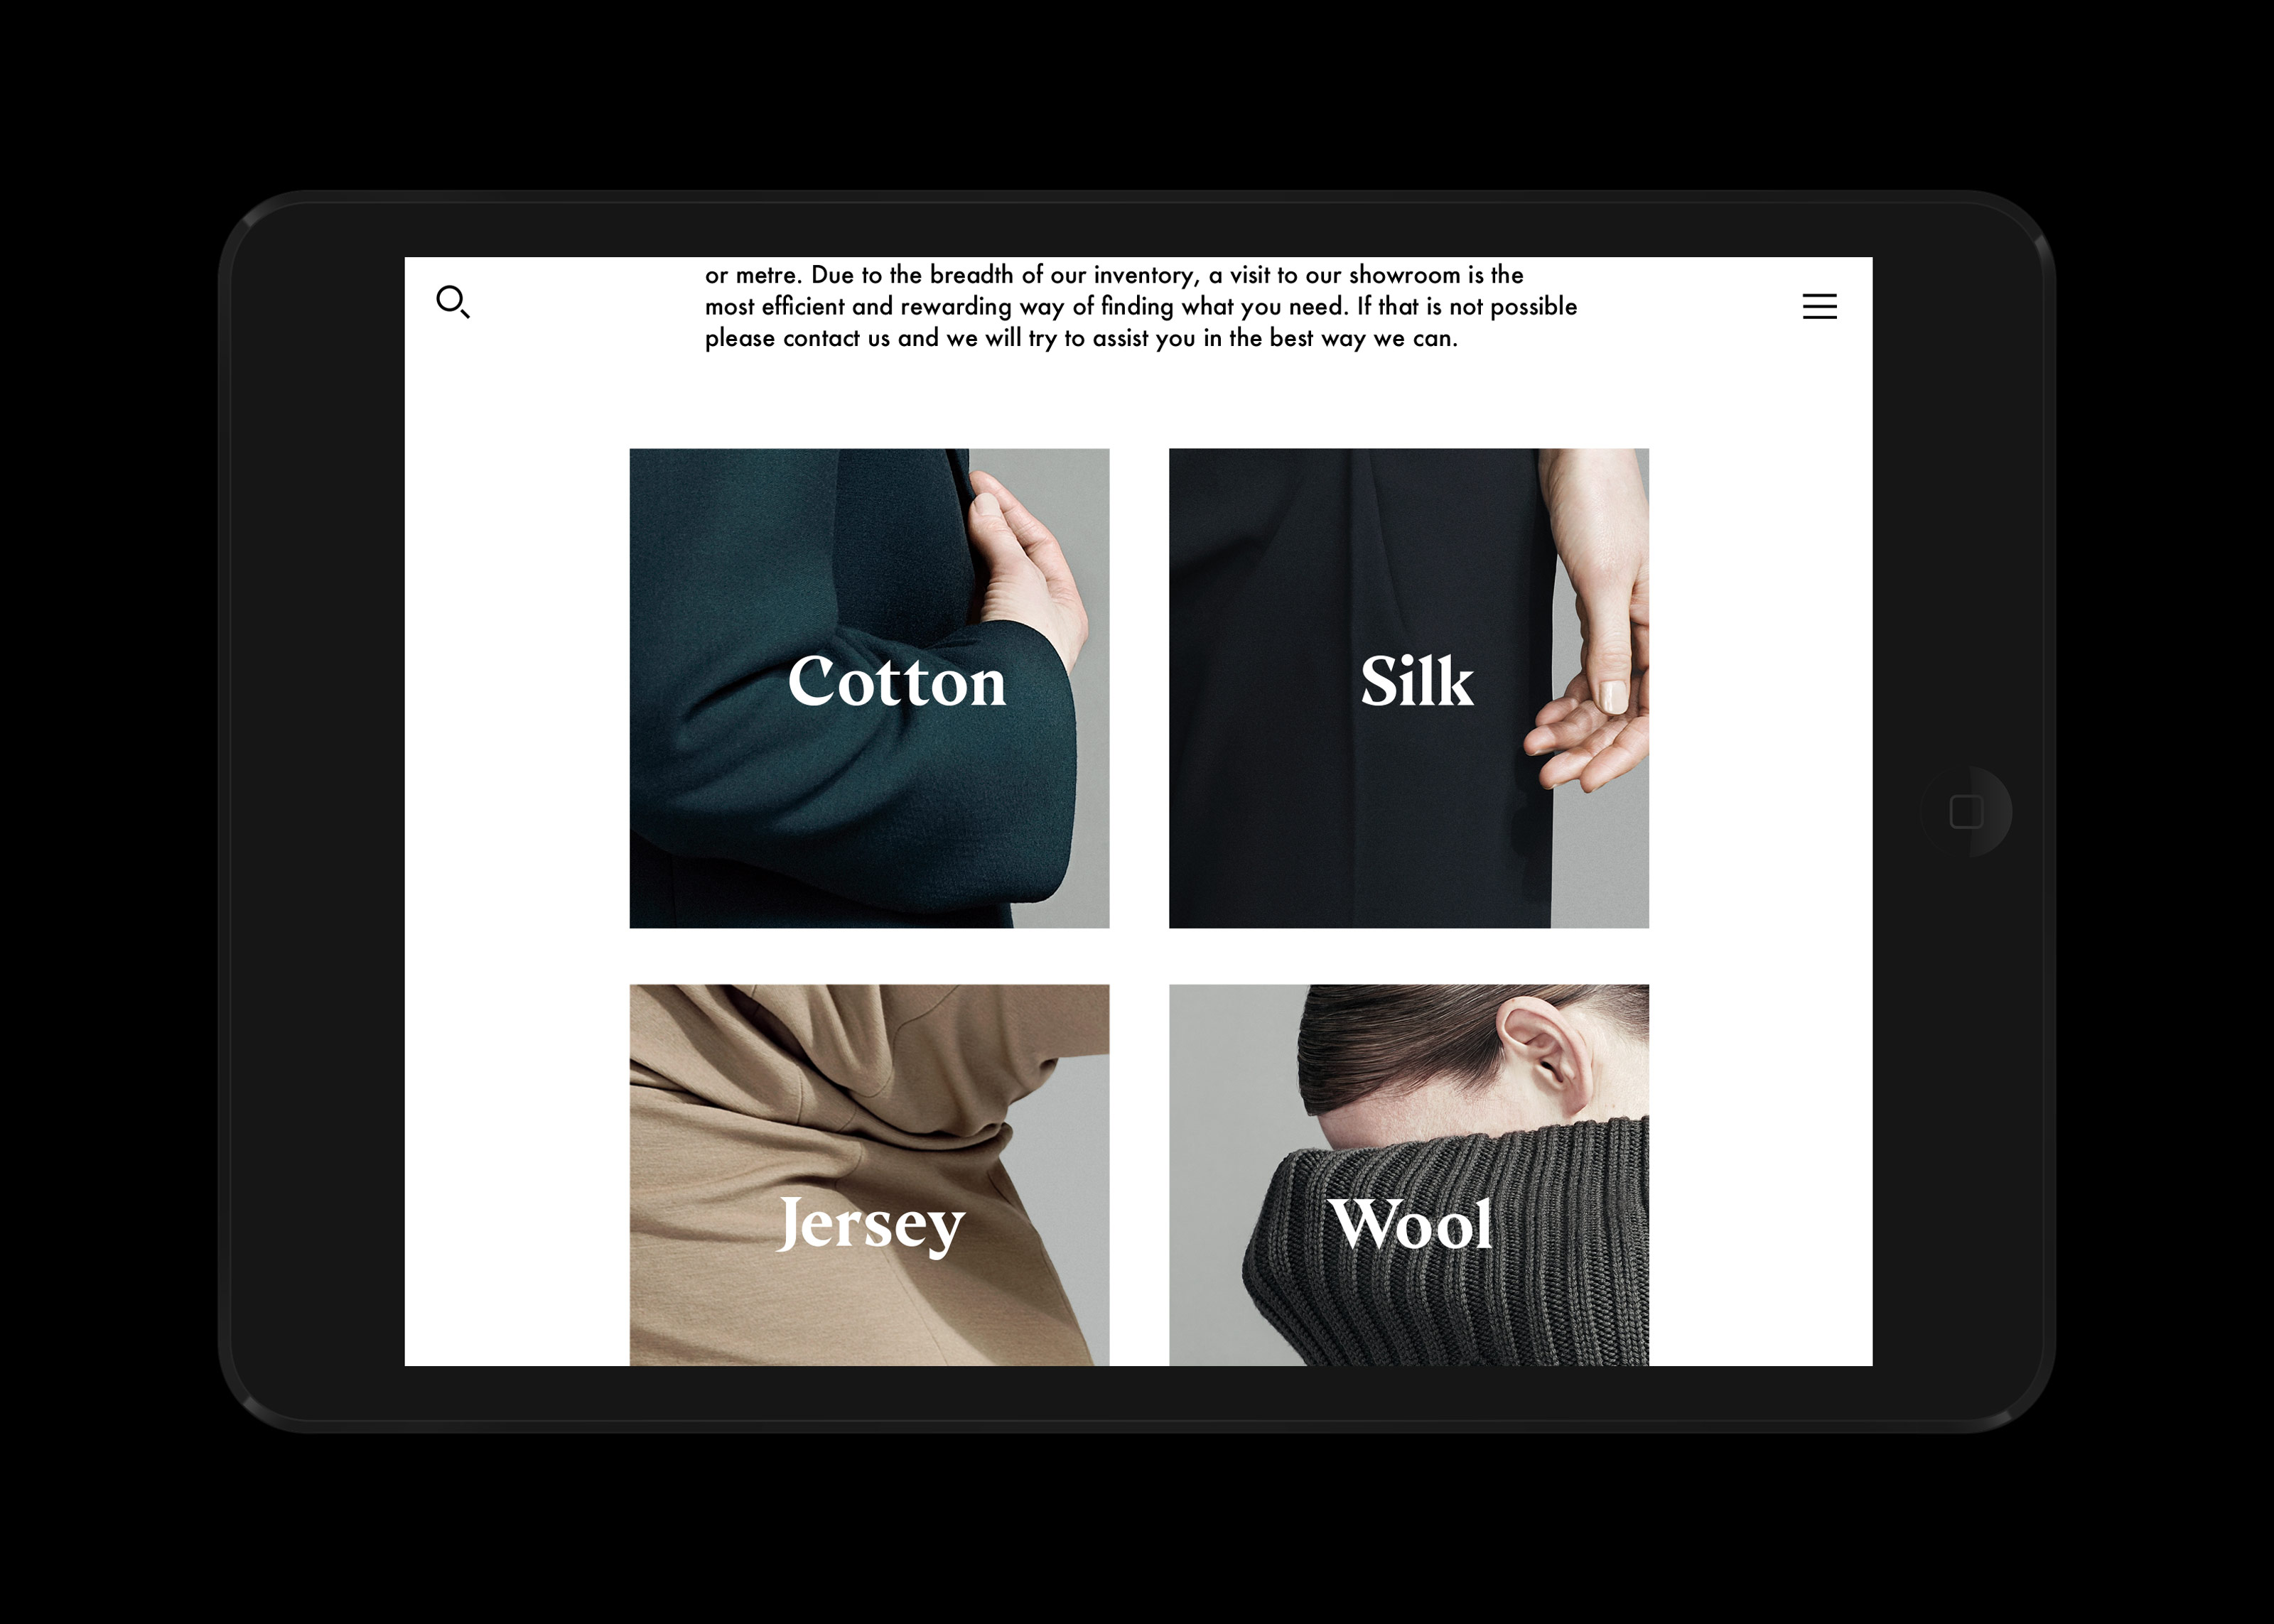 or metre. Due to the breadth of our inventory, a visit to our showroom is the
most efficient and rewarding way of finding what you need. If that is not possible
please contact us and we will try to assist you in the best way we can.
Cotton
Silk
Jersey
Wool